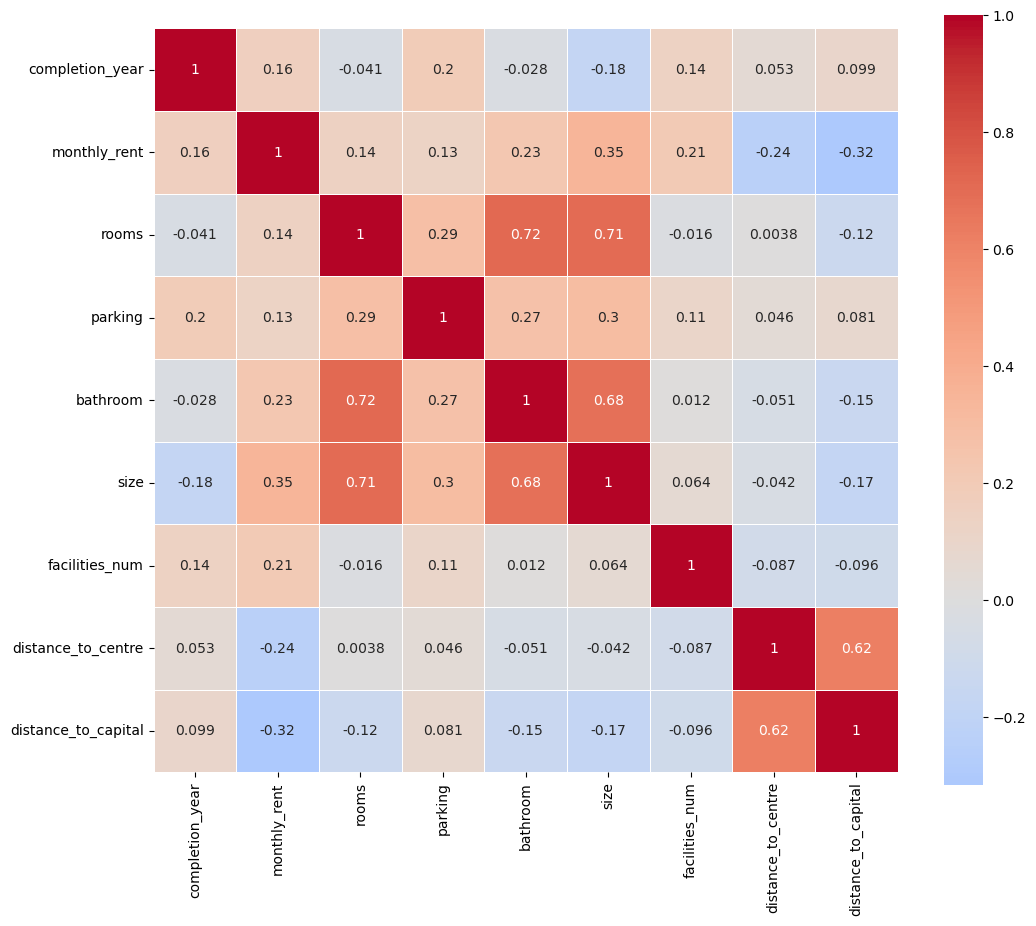 completion_year 1 0.16 -0.041 0.2 -0.028 -0.18 0.14 0.053 0.099
monthly_rent 0.16 1 0.14 0.13 0.23 0.35 0.21 -0.24 -0.32
rooms -0.041 0.14 1 0.29 0.72 0.71 -0.016 0.0038 -0.12
parking 0.2 0.13 0.29 1 0.27 0.3 0.11 0.046 0.081
bathroom -0.028 0.23 0.72 0.27 1 0.68 0.012 -0.051 -0.15
size -0.18 0.35 0.71 0.3 0.68 1 0.064 -0.042 -0.17
facilities_num 0.14 0.21 -0.016 0.11 0.012 0.064 1 -0.087 -0.096
distance_to_centre 0.053 -0.24 0.0038 0.046 -0.051 -0.042 -0.087 1 0.62
distance_to_capital 0.099 -0.32 -0.12 0.081 -0.15 -0.17 -0.096 0.62 1
completion_year
monthly_rent
rooms
parking
bathroom
size
facilities_num
distance_to_centre
distance_to_capital
1.0
0.8
0.6
0.4
0.2
0.0
−0.2